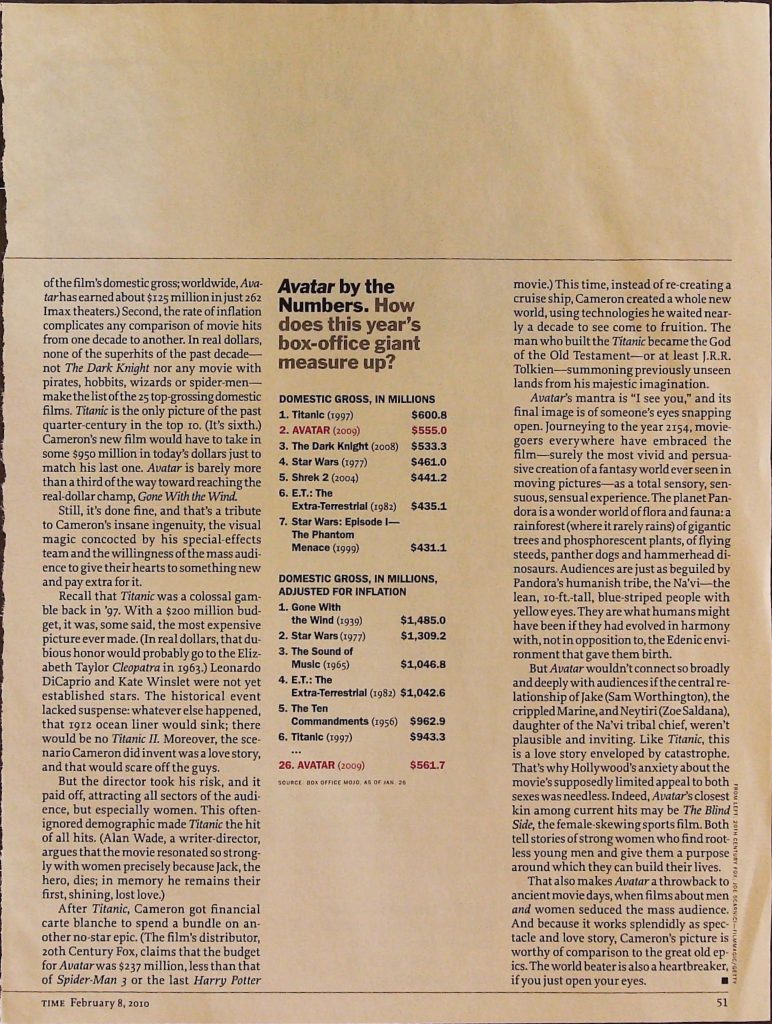 of the film's domestic gross; worldwide, Ava-
tar has earned about $125 million in just 262
Imax theaters.) Second, the rate of inflation
complicates any comparison of movie hits
from one decade to another. In real dollars,
none of the superhits of the past decade—
not The Dark Knight nor any movie with
pirates, hobbits, wizards or spider-men—
make the list of the 25 top-grossing domestic
films. Titanic is the only picture of the past
quarter-century in the top 10. (It's sixth.)
Cameron's new film would have to take in
some $950 million in today's dollars just to
match his last one. Avatar is barely more
than a third of the way toward reaching the
real-dollar champ, Gone With the Wind.
Still, it's done fine, and that's a tribute
to Cameron's insane ingenuity, the visual
magic concocted by his special-effects
team and the willingness of the mass audi-
ence to give their hearts to something new
and pay extra for it.
Recall that Titanic was a colossal gam-
ble back in '97. With a $200 million bud-
get, it was, some said, the most expensive
picture ever made. (In real dollars, that du-
bious honor would probably go to the Eliz-
abeth Taylor Cleopatra in 1963.) Leonardo
DiCaprio and Kate Winslet were not yet
established stars. The historical event
lacked suspense: whatever else happened,
that 1912 ocean liner would sink; there
would be no Titanic II. Moreover, the sce-
nario Cameron did invent was a love story,
and that would scare off the guys.
But the director took his risk, and it
paid off, attracting all sectors of the audi-
ence, but especially women. This often-
ignored demographic made Titanic the hit
of all hits. (Alan Wade, a writer-director,
argues that the movie resonated so strong-
ly with women precisely because Jack, the
hero, dies; in memory he remains their
first, shining, lost love.)
After Titanic, Cameron got financial
carte blanche to spend a bundle on an-
other no-star epic. (The film's distributor,
20th Century Fox, claims that the budget
for Avatar was $237 million, less than that
of Spider-Man 3 or the last Harry Potter
Avatar by the
Numbers. How
does this year's
box-office giant
measure up?
DOMESTIC GROSS, IN MILLIONS
1. Titanic (1997) $600.8
2. AVATAR (2009) $555.0
3. The Dark Knight (2008) $533.3
4. Star Wars (1977) $461.0
5. Shrek 2 (2004) $441.2
6. E.T.: The
Extra-Terrestrial (1982) $435.1
7. Star Wars: Episode I—
The Phantom
Menace (1999) $431.1
DOMESTIC GROSS, IN MILLIONS,
ADJUSTED FOR INFLATION
1. Gone With
the Wind (1939) $1,485.0
2. Star Wars (1977) $1,309.2
3. The Sound of
Music (1965) $1,046.8
4. E.T.: The
Extra-Terrestrial (1982) $1,042.6
5. The Ten
Commandments (1956) $962.9
6. Titanic (1997) $943.3
...
26. AVATAR (2009) $561.7
SOURCE: BOX OFFICE MOJO, AS OF JAN. 26
movie.) This time, instead of re-creating a
cruise ship, Cameron created a whole new
world, using technologies he waited near-
ly a decade to see come to fruition. The
man who built the Titanic became the God
of the Old Testament—or at least J.R.R.
Tolkien—summoning previously unseen
lands from his majestic imagination.
Avatar's mantra is "I see you," and its
final image is of someone's eyes snapping
open. Journeying to the year 2154, movie-
goers everywhere have embraced the
film—surely the most vivid and persua-
sive creation of a fantasy world ever seen in
moving pictures—as a total sensory, sen-
suous, sensual experience. The planet Pan-
dora is a wonder world of flora and fauna: a
rainforest (where it rarely rains) of gigantic
trees and phosphorescent plants, of flying
steeds, panther dogs and hammerhead di-
nosaurs. Audiences are just as beguiled by
Pandora's humanish tribe, the Na'vi—the
lean, 10-ft.-tall, blue-striped people with
yellow eyes. They are what humans might
have been if they had evolved in harmony
with, not in opposition to, the Edenic envi-
ronment that gave them birth.
But Avatar wouldn't connect so broadly
and deeply with audiences if the central re-
lationship of Jake (Sam Worthington), the
crippled Marine, and Neytiri (Zoe Saldana),
daughter of the Na'vi tribal chief, weren't
plausible and inviting. Like Titanic, this
is a love story enveloped by catastrophe.
That's why Hollywood's anxiety about the
movie's supposedly limited appeal to both
sexes was needless. Indeed, Avatar's closest
kin among current hits may be The Blind
Side, the female-skewing sports film. Both
tell stories of strong women who find root-
less young men and give them a purpose
around which they can build their lives.
That also makes Avatar a throwback to
ancient movie days, when films about men
and women seduced the mass audience.
And because it works splendidly as spec-
tacle and love story, Cameron's picture is
worthy of comparison to the great old ep-
ics. The world beater is also a heartbreaker,
if you just open your eyes. ■
FROM LEFT: 20TH CENTURY FOX; JOE SCARNICI—FILMMAGIC/GETTY
TIME February 8, 2010
51